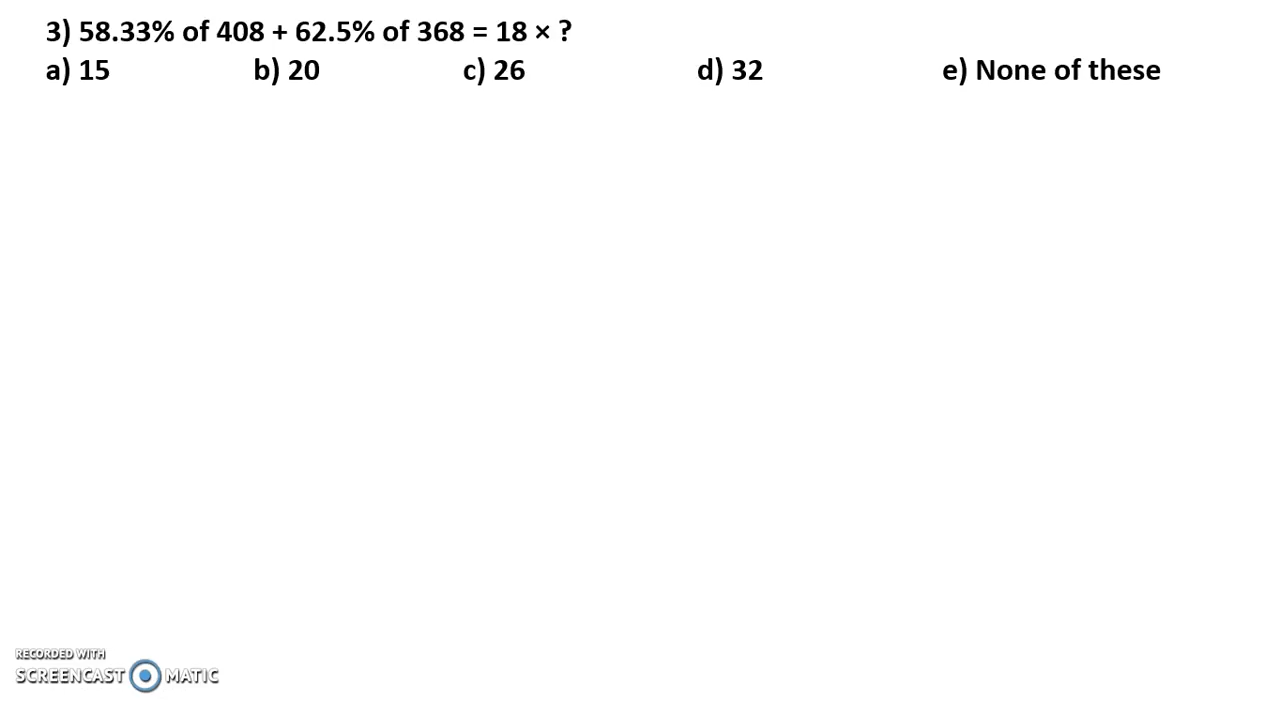 3) 58.33% of 408 + 62.5% of 368 = 18 × ?
a) 15 b) 20 c) 26 d) 32 e) None of these
RECORDED WITH
SCREENCAST MATIC